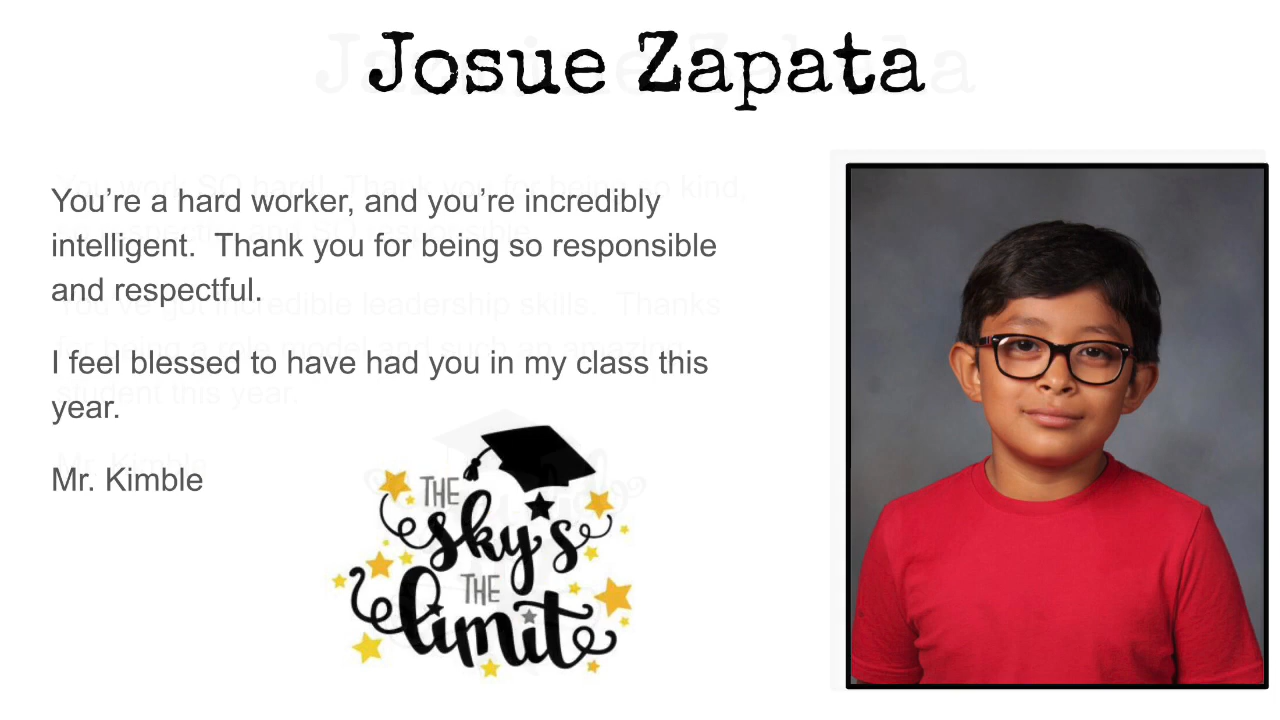 Josue Zapata
You’re a hard worker, and you’re incredibly
intelligent.  Thank you for being so responsible
and respectful.
I feel blessed to have had you in my class this
year.
Mr. Kimble
THE
sky's
THE
limit